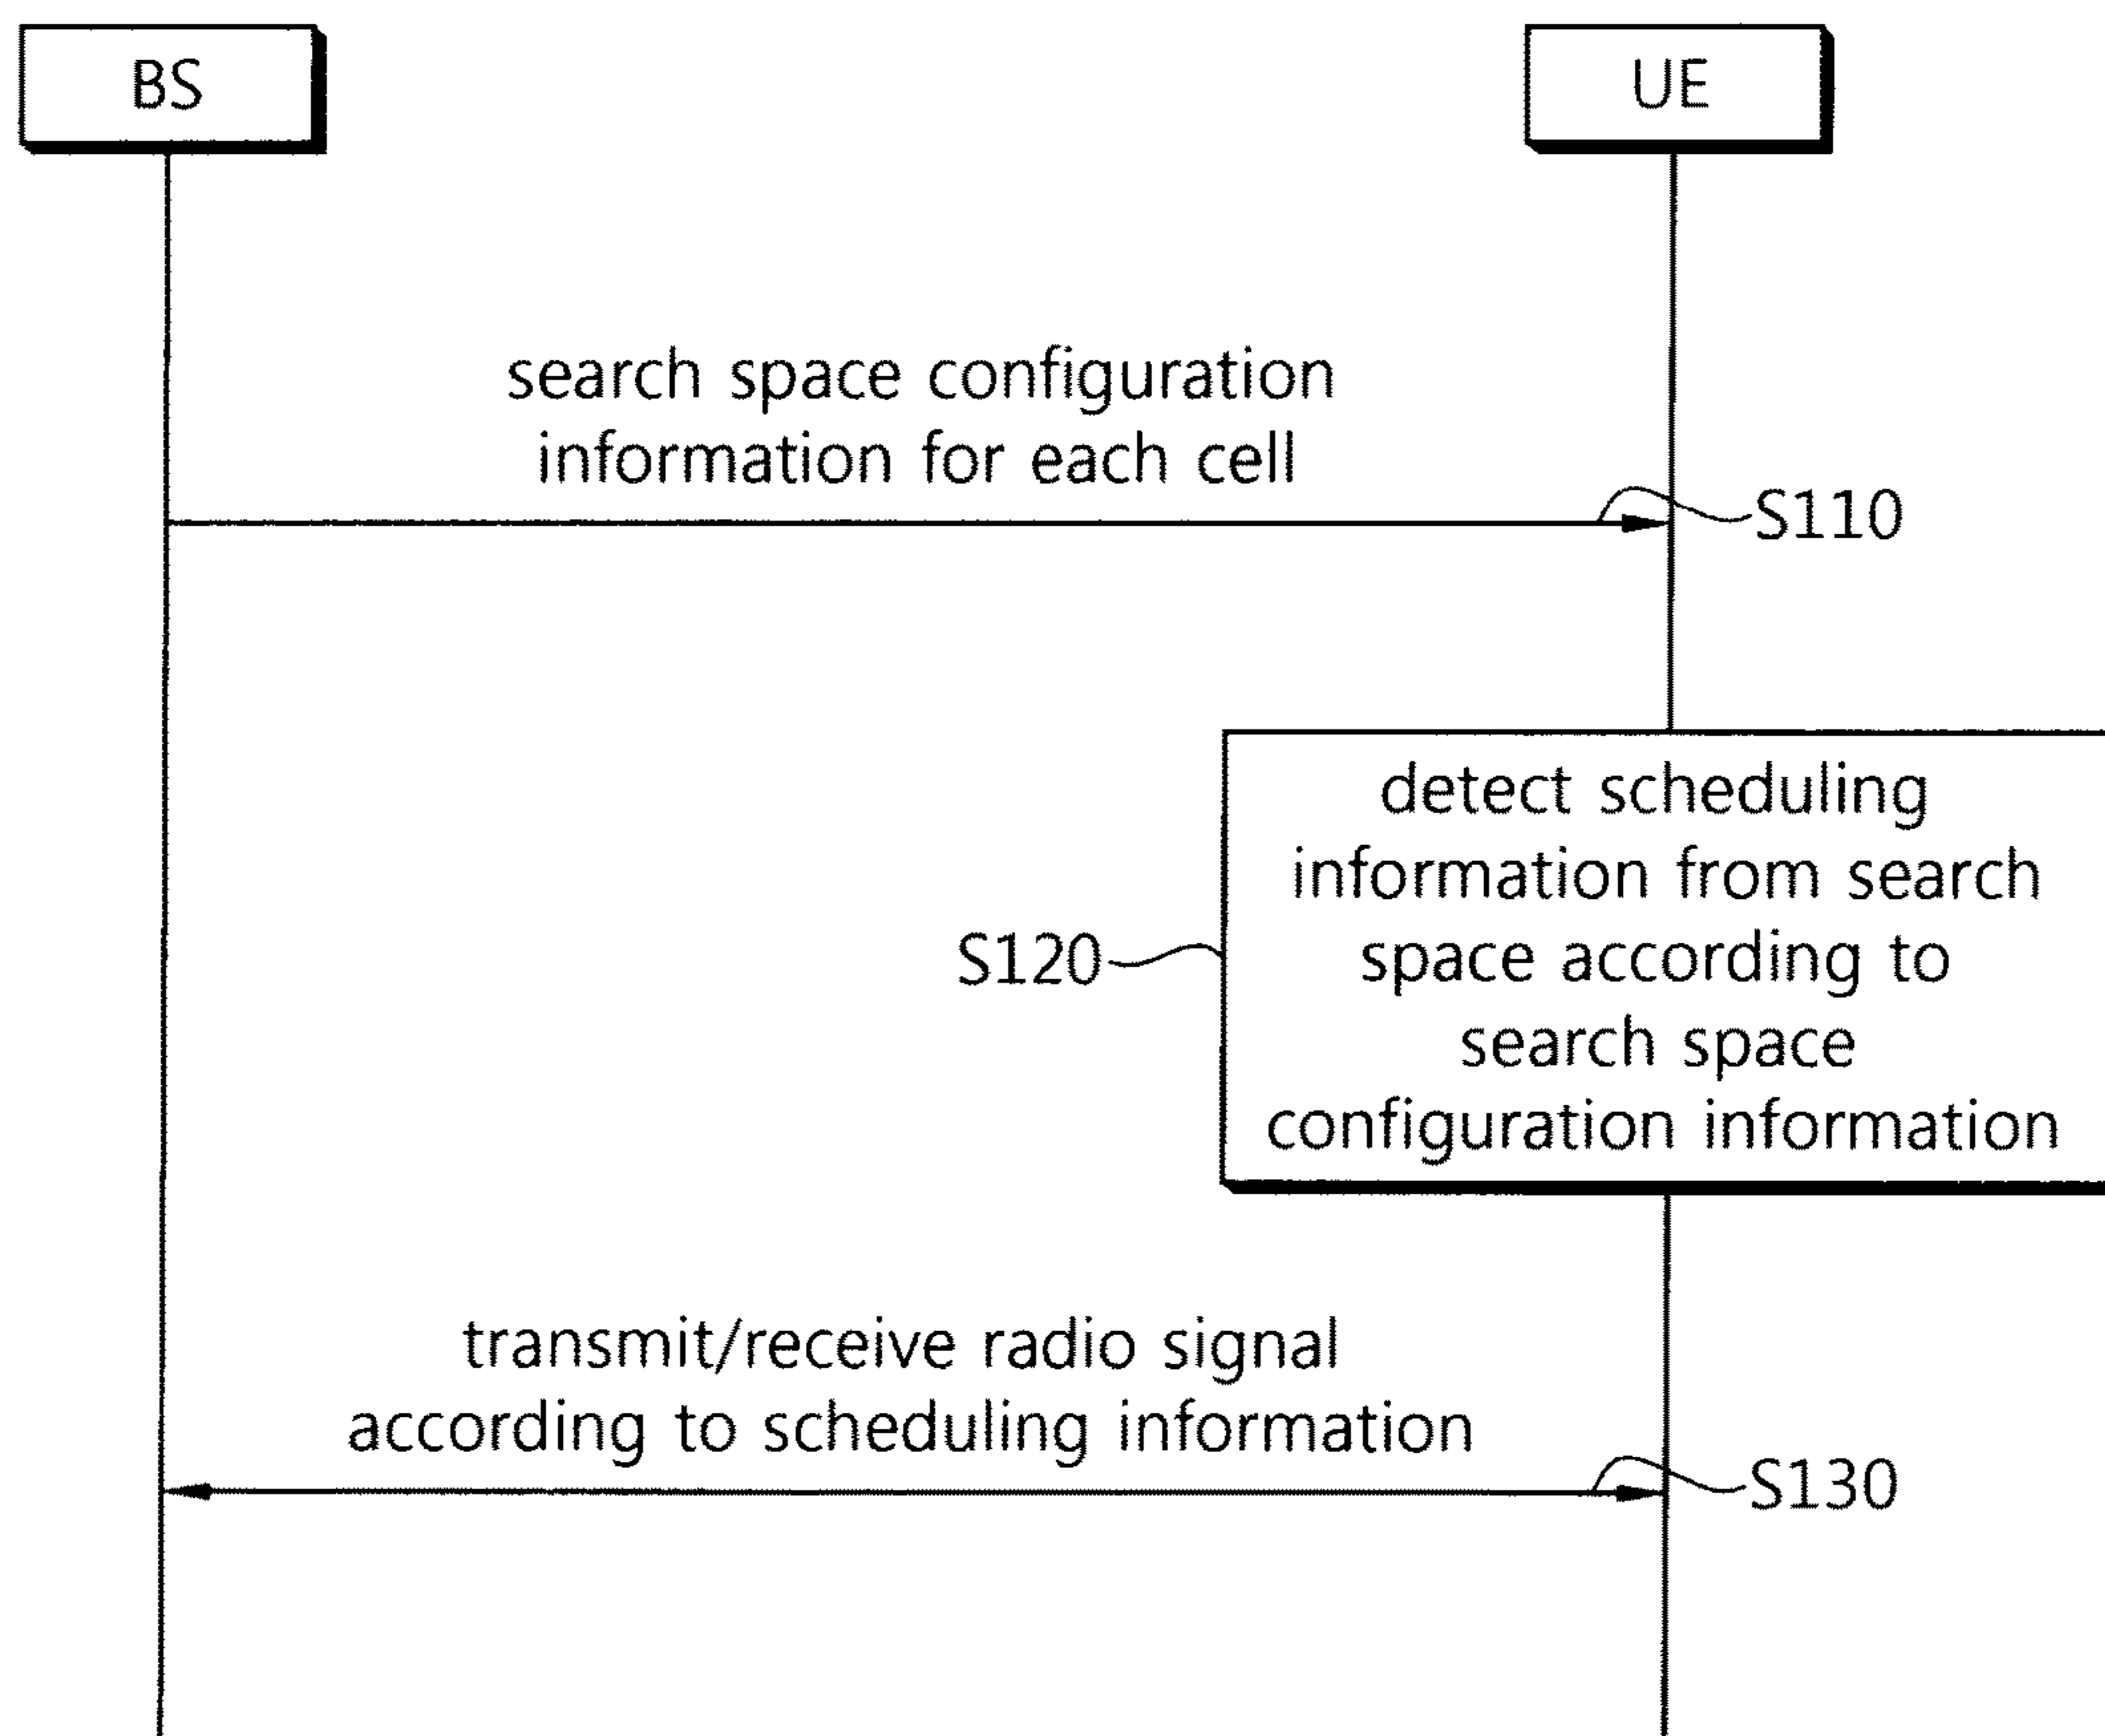 BS
UE
search space configuration
information for each cell
S110
detect scheduling
information from search
space according to
search space
configuration information
S120
transmit/receive radio signal
according to scheduling information
S130